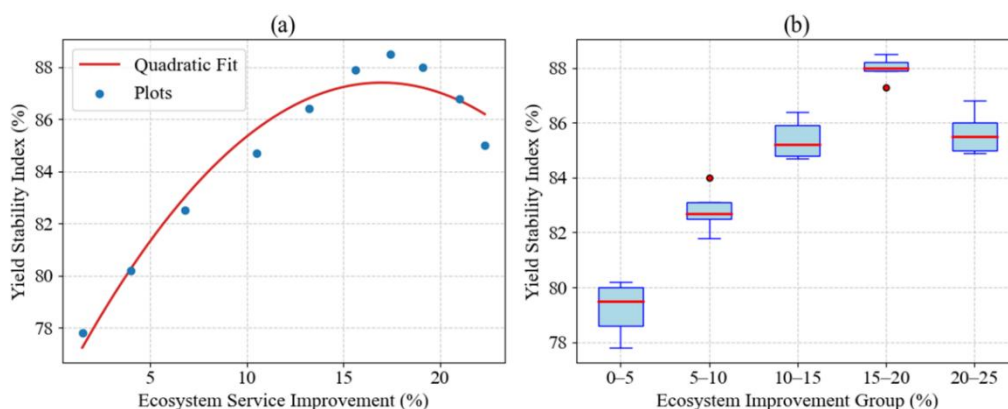 (a)
Quadratic Fit
Plots
Yield Stability Index (%)
88
86
84
82
80
78
5
10
15
20
Ecosystem Service Improvement (%)
(b)
Yield Stability Index (%)
88
86
84
82
80
78
0–5
5–10
10–15
15–20
20–25
Ecosystem Improvement Group (%)